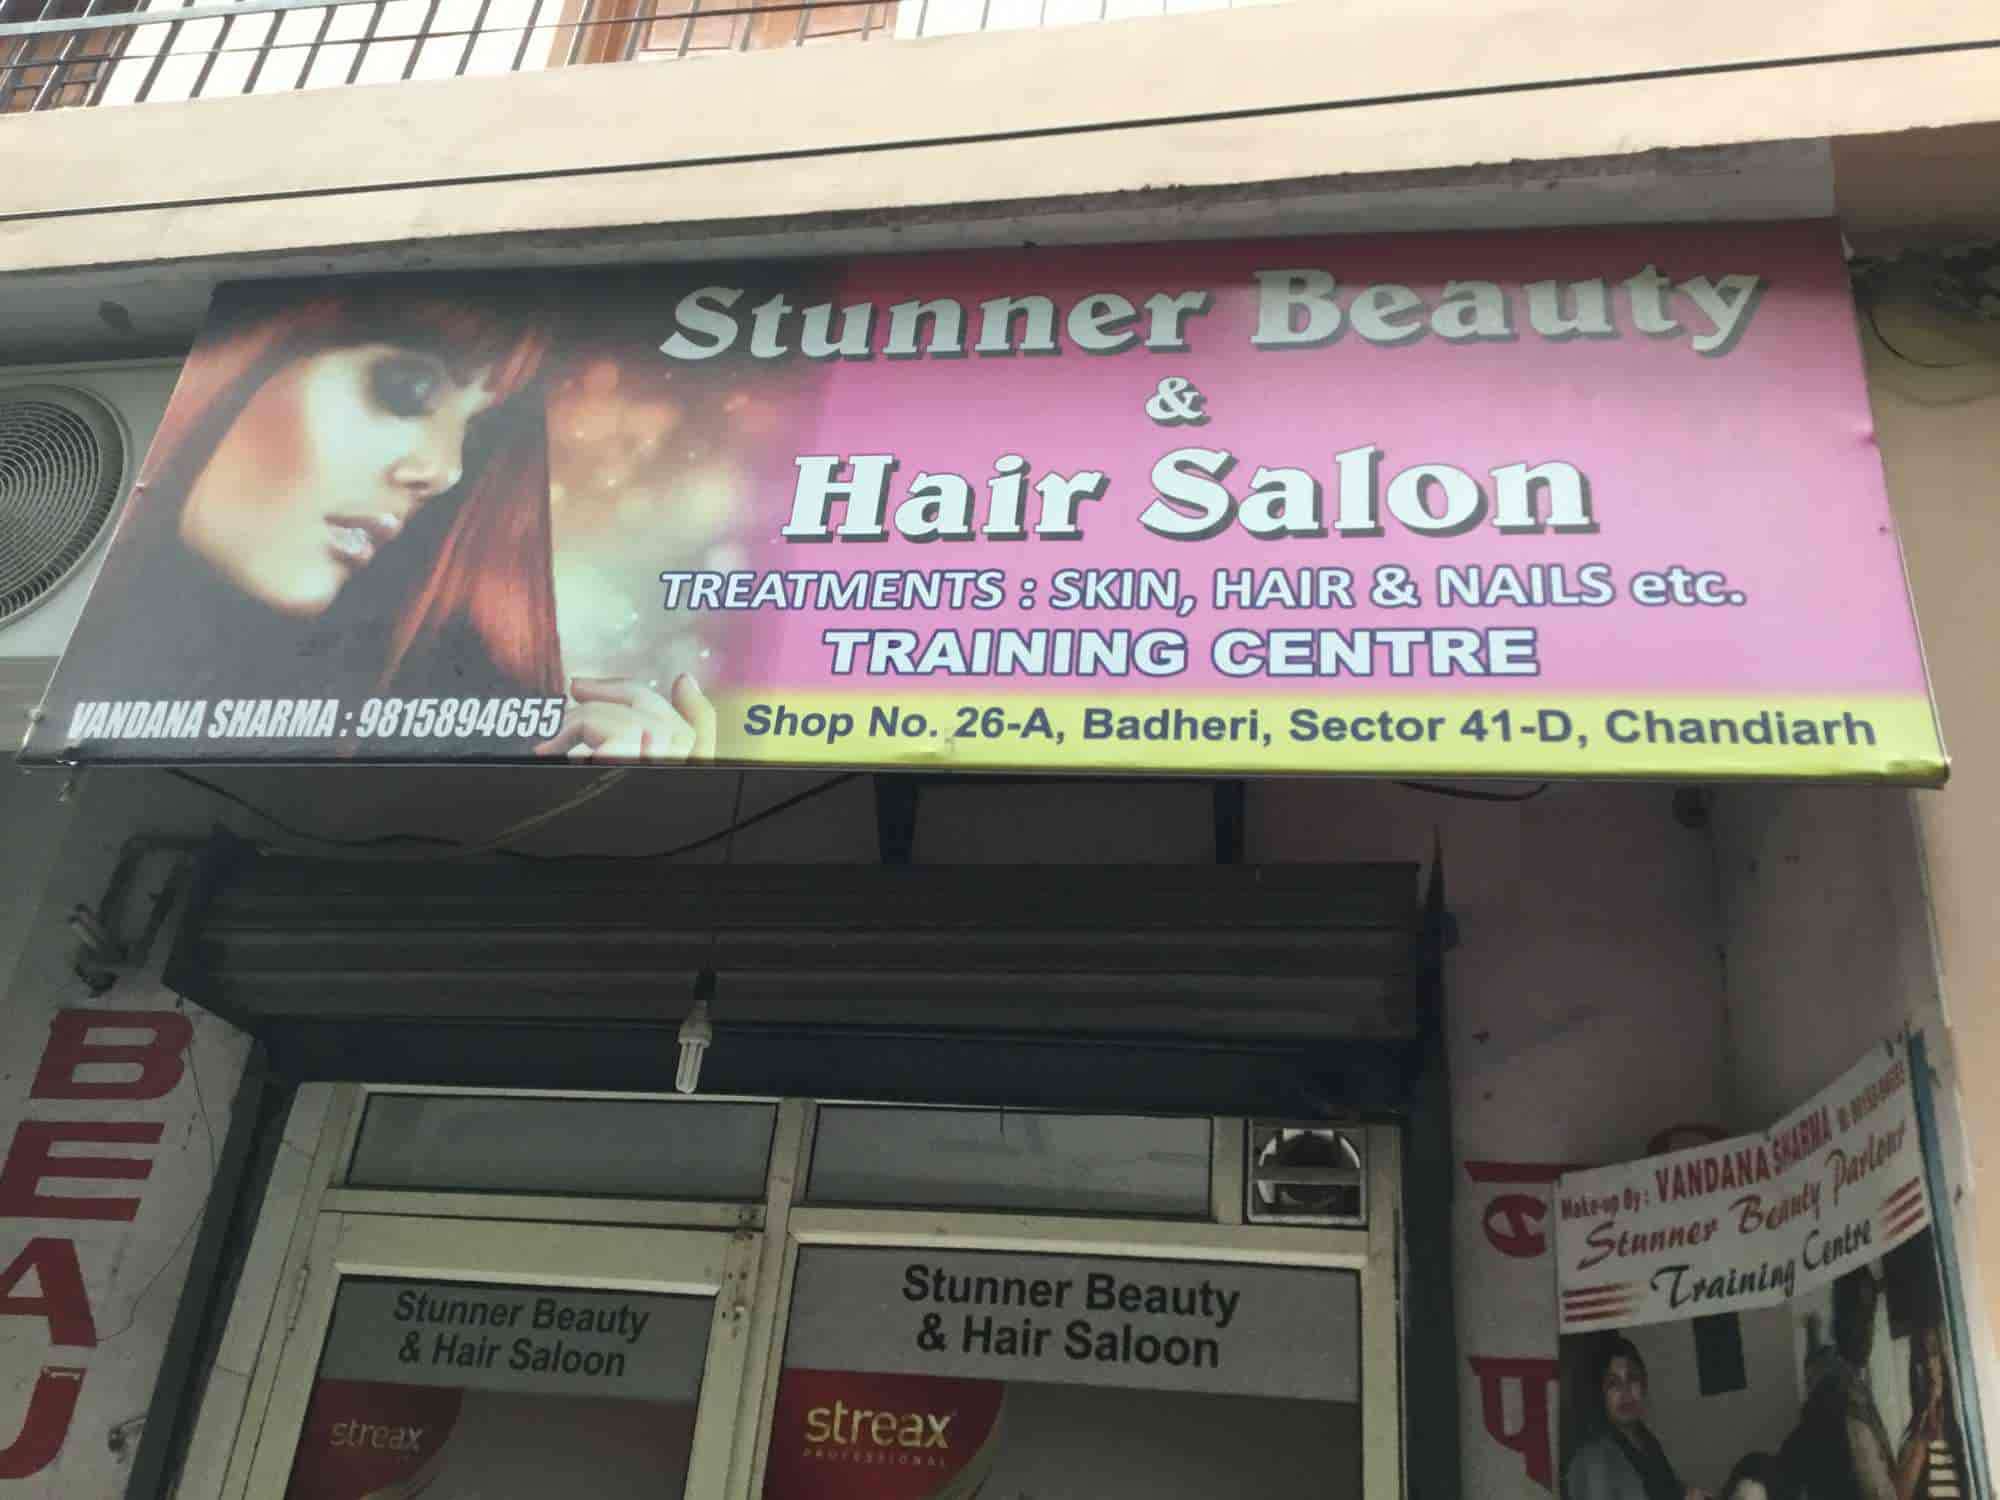 Stunner Beauty
&
Hair Salon
TREATMENTS : SKIN, HAIR & NAILS etc.
TRAINING CENTRE
VANDANA SHARMA : 9815894655
Shop No. 26-A, Badheri, Sector 41-D, Chandiarh
BEAU
Stunner Beauty
& Hair Saloon
streax
Stunner Beauty
& Hair Saloon
streax
PROFESSIONAL
Make-up By: VANDANA SHARMA
Stunner Beauty Parlour
Training Centre